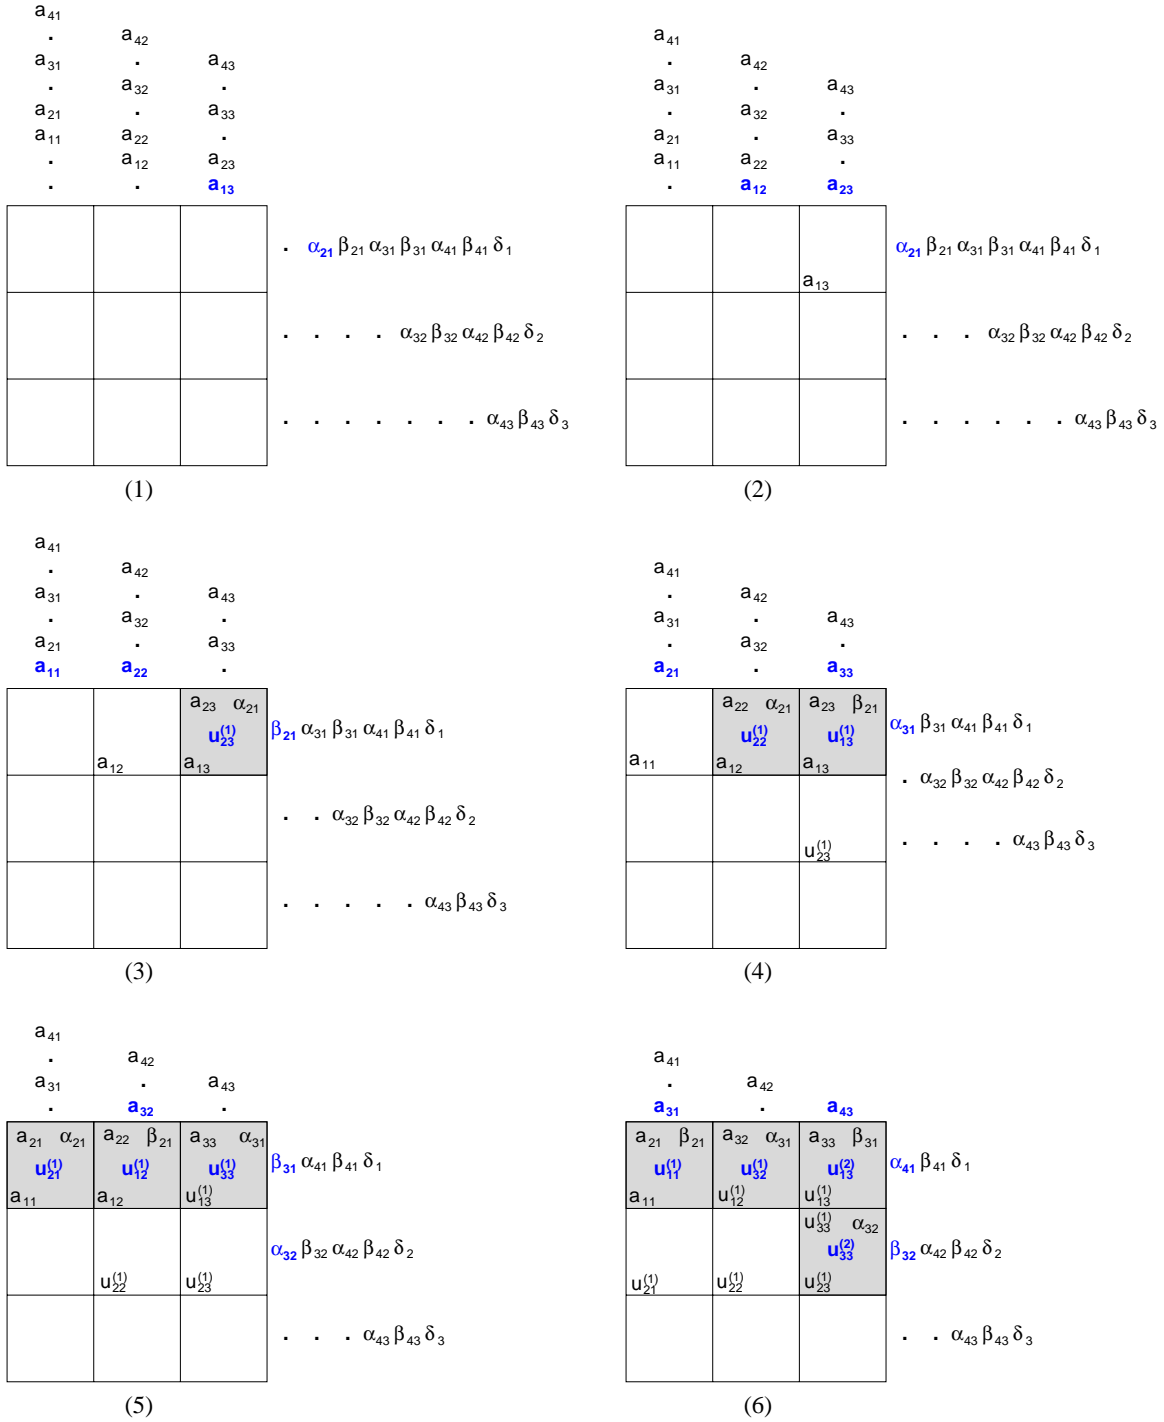 a41
. a42
a31 . a43
. a32 .
a21 . a33
a11 a22 .
. a12 a23
. . a13
. α21 β21 α31 β31 α41 β41 δ1
. . . . α32 β32 α42 β42 δ2
. . . . . . . α43 β43 δ3
(1)
a41
. a42
a31 . a43
. a32 .
a21 . a33
a11 a22 .
. a12 a23
α21 β21 α31 β31 α41 β41 δ1
a13
. . . α32 β32 α42 β42 δ2
. . . . . . α43 β43 δ3
(2)
a41
. a42
a31 . a43
. a32 .
a21 . a33
a11 a22 .
a23 α21
u23(1) β21 α31 β31 α41 β41 δ1
a12 a13
. . α32 β32 α42 β42 δ2
. . . . . α43 β43 δ3
(3)
a41
. a42
a31 . a43
. a32 .
a21 . a33
a22 α21 a23 β21
u22(1) u13(1) α31 β31 α41 β41 δ1
a11 a12 a13
. α32 β32 α42 β42 δ2
. . . . α43 β43 δ3
u23(1)
(4)
a41
. a42
a31 . a43
. a32 .
a21 α21 a22 β21 a33 α31
u21(1) u12(1) u33(1) β31 α41 β41 δ1
a11 a12 u13(1)
α32 β32 α42 β42 δ2
u22(1) u23(1)
. . . α43 β43 δ3
(5)
a41
. a42
a31 . a43
a21 β21 a32 α31 a33 β31
u11(1) u32(1) u13(2) α41 β41 δ1
a11 u12(1) u13(1)
u33(1) α32
u33(2) β32 α42 β42 δ2
u21(1) u22(1) u23(1)
. . α43 β43 δ3
(6)